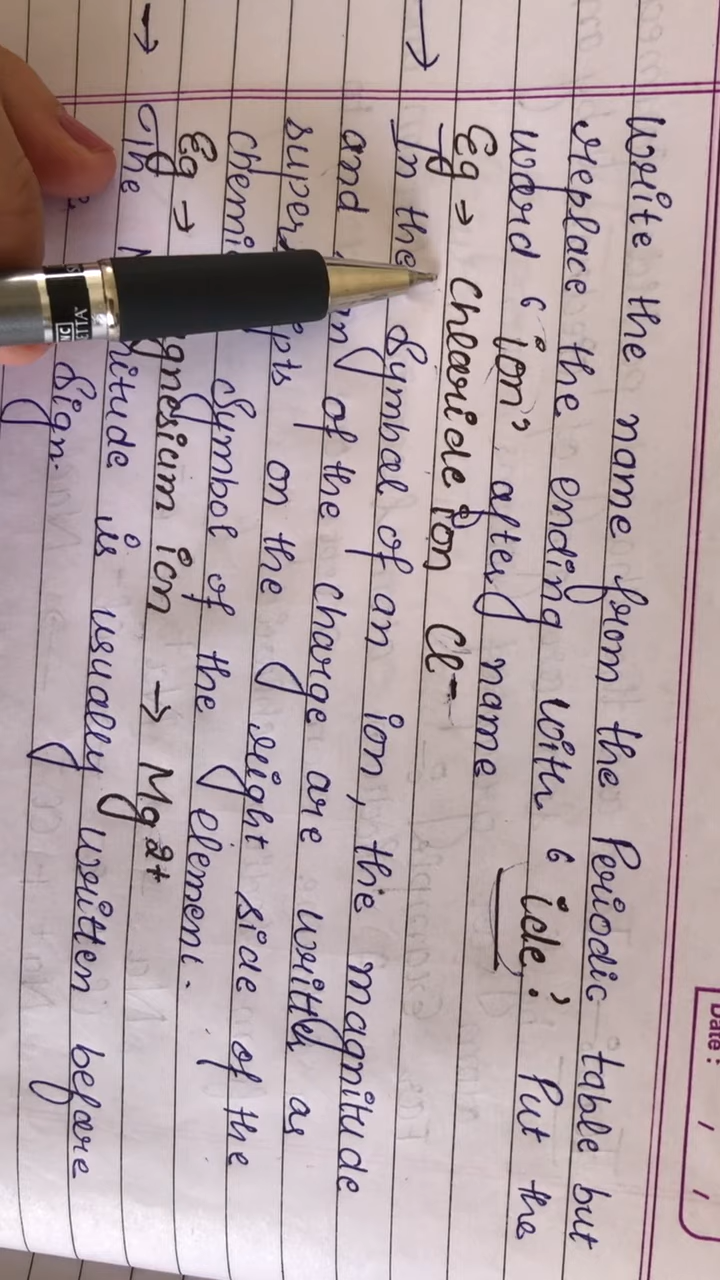 Date :
Write the name from the Periodic table but
replace the ending with 'ide'. Put the
word 'ion' after name
Eg → Chloride ion Cl-
→ In the Symbol of an ion, the magnitude
and of the charge are written as
on the right side of the
Symbol of the element.
Eg → ion → Mg2+
→ The is usually written before
Sign.